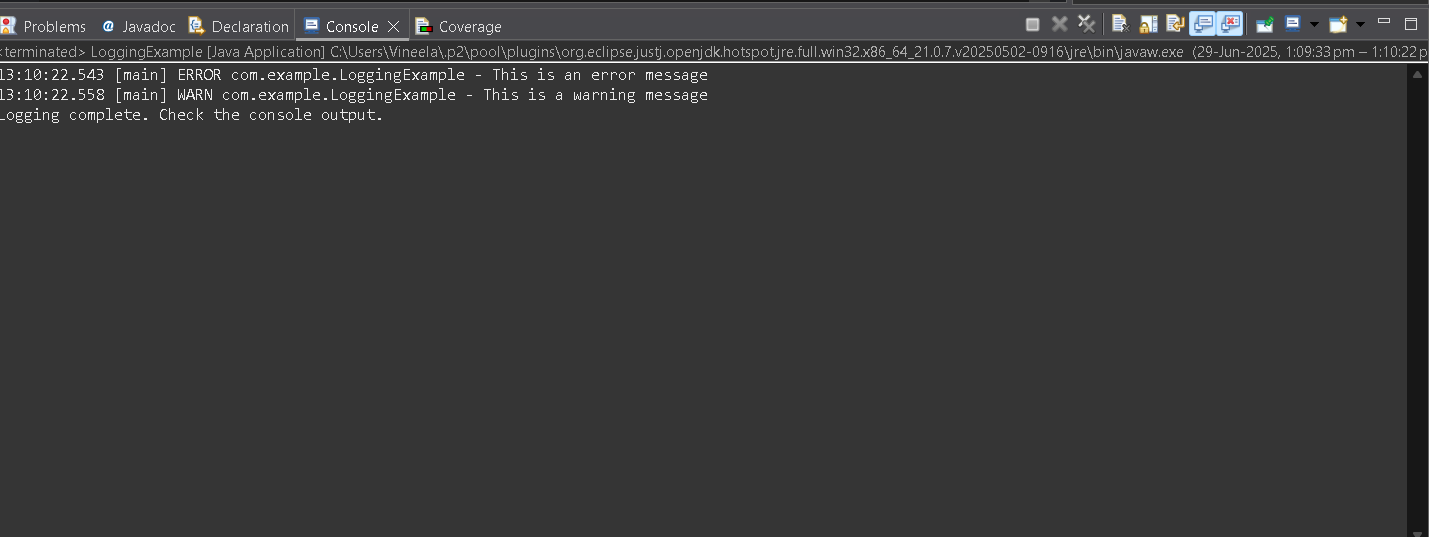 Problems @ Javadoc Declaration Console Coverage
<terminated> LoggingExample [Java Application] C:\Users\Vineela\.p2\pool\plugins\org.eclipse.justj.openjdk.hotspot.jre.full.win32.x86_64_21.0.7.v20250502-0916\jre\bin\javaw.exe (29-Jun-2025, 1:09:33 pm – 1:10:22 p
13:10:22.543 [main] ERROR com.example.LoggingExample - This is an error message
13:10:22.558 [main] WARN com.example.LoggingExample - This is a warning message
Logging complete. Check the console output.